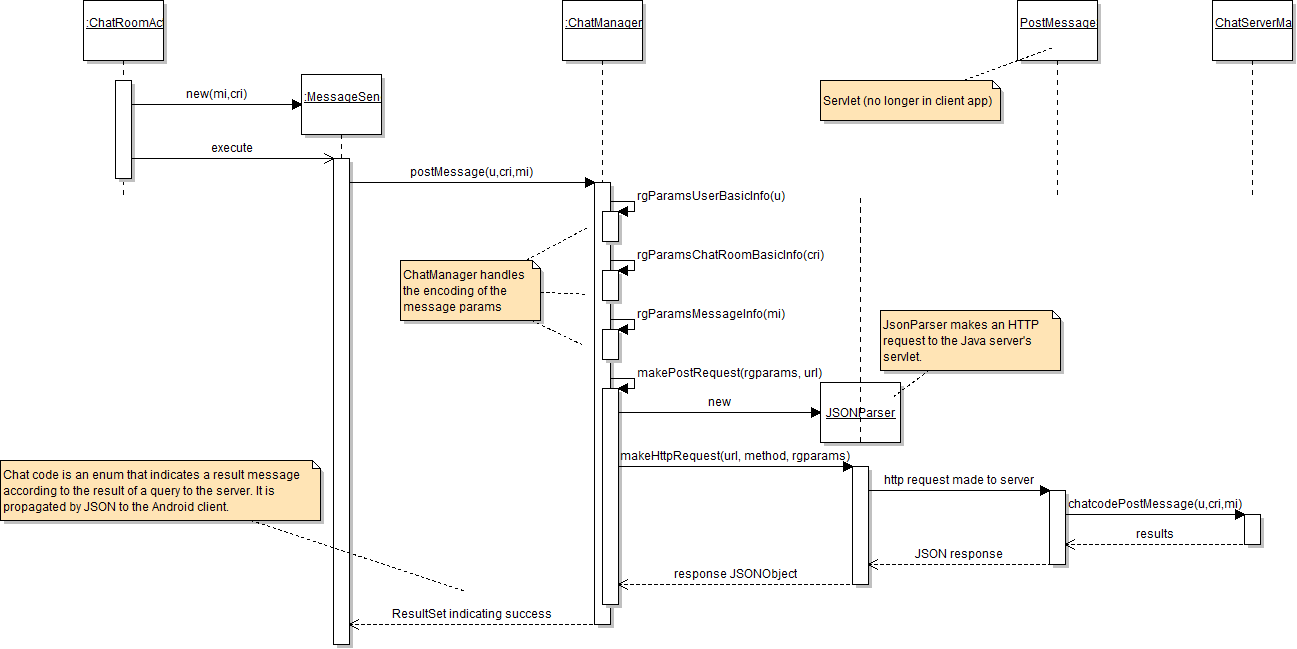 :ChatRoomAct
:ChatManager
PostMessage
ChatServerMa
:MessageSen
new(mi,cri)
Servlet (no longer in client app)
execute
postMessage(u,cri,mi)
rgParamsUserBasicInfo(u)
rgParamsChatRoomBasicInfo(cri)
ChatManager handles
the encoding of the
message params
rgParamsMessageInfo(mi)
JsonParser makes an HTTP
request to the Java server's
servlet.
makePostRequest(rgparams, url)
new
JSONParser
makeHttpRequest(url, method, rgparams)
Chat code is an enum that indicates a result message
according to the result of a query to the server. It is
propagated by JSON to the Android client.
http request made to server
chatcodePostMessage(u,cri,mi)
results
JSON response
response JSONObject
ResultSet indicating success